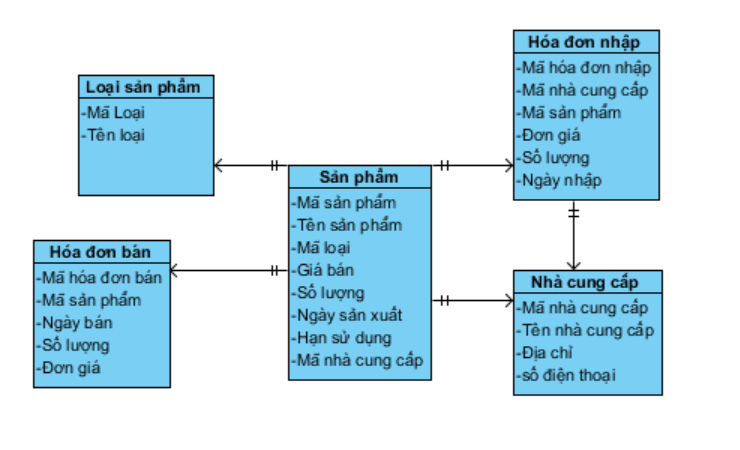 Loại sản phẩm
-Mã Loại
-Tên loại
Hóa đơn nhập
-Mã hóa đơn nhập
-Mã nhà cung cấp
-Mã sản phẩm
-Đơn giá
-Số lượng
-Ngày nhập
Sản phẩm
-Mã sản phẩm
-Tên sản phẩm
-Mã loại
-Giá bán
-Số lượng
-Ngày sản xuất
-Hạn sử dụng
-Mã nhà cung cấp
Hóa đơn bán
-Mã hóa đơn bán
-Mã sản phẩm
-Ngày bán
-Số lượng
-Đơn giá
Nhà cung cấp
-Mã nhà cung cấp
-Tên nhà cung cấp
-Địa chỉ
-số điện thoại